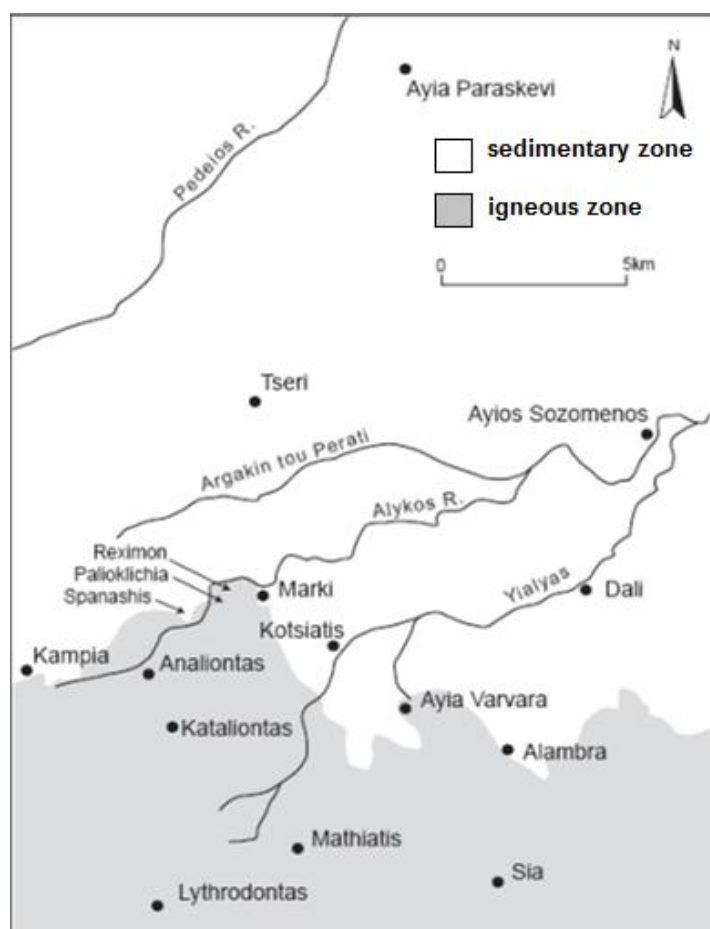 N
Ayia Paraskevi
Pedeios R.
sedimentary zone
igneous zone
0 5km
Tseri
Ayios Sozomenos
Argakin tou Perati
Alykos R.
Reximon
Palioklichia
Spanashis
Marki
Yialyas
Dali
Kotsiatis
Kampia
Analiontas
Ayia Varvara
Kataliontas
Alambra
Mathiatis
Sia
Lythrodontas